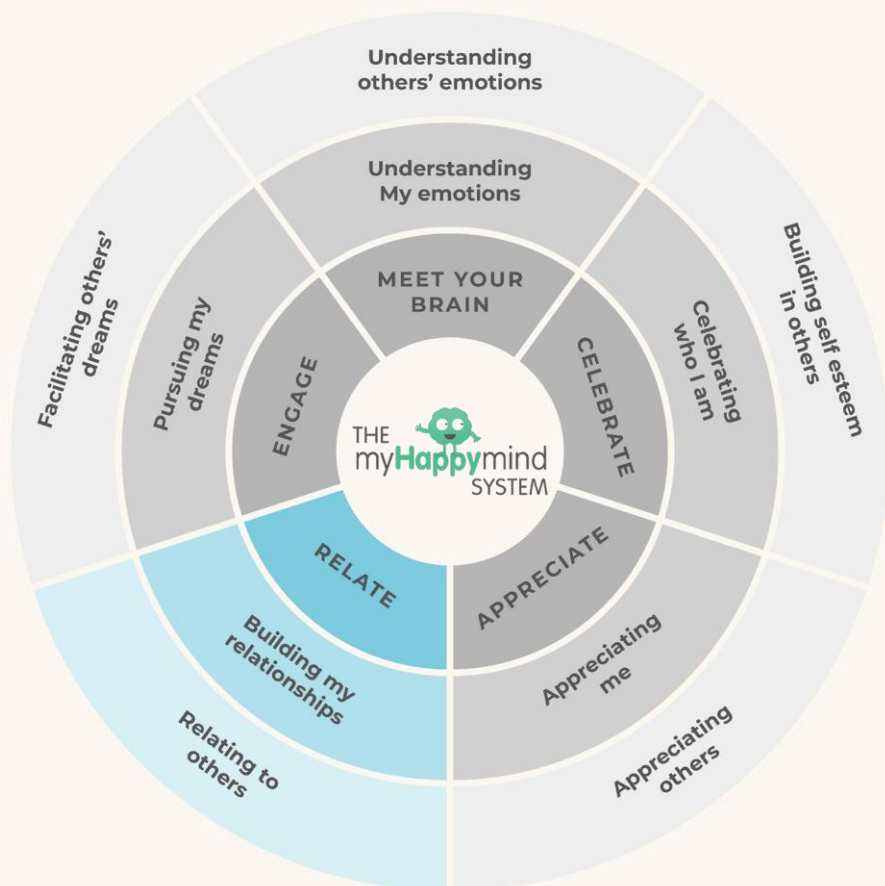 Understanding
others' emotions
Understanding
My emotions
MEET YOUR
BRAIN
Building self esteem
in others
Celebrating
who I am
CELEBRATE
Appreciating
others
Appreciating
me
APPRECIATE
Relating to
others
Building my
relationships
RELATE
Facilitating others'
dreams
Pursuing my
dreams
ENGAGE
THE
myHappymind
SYSTEM